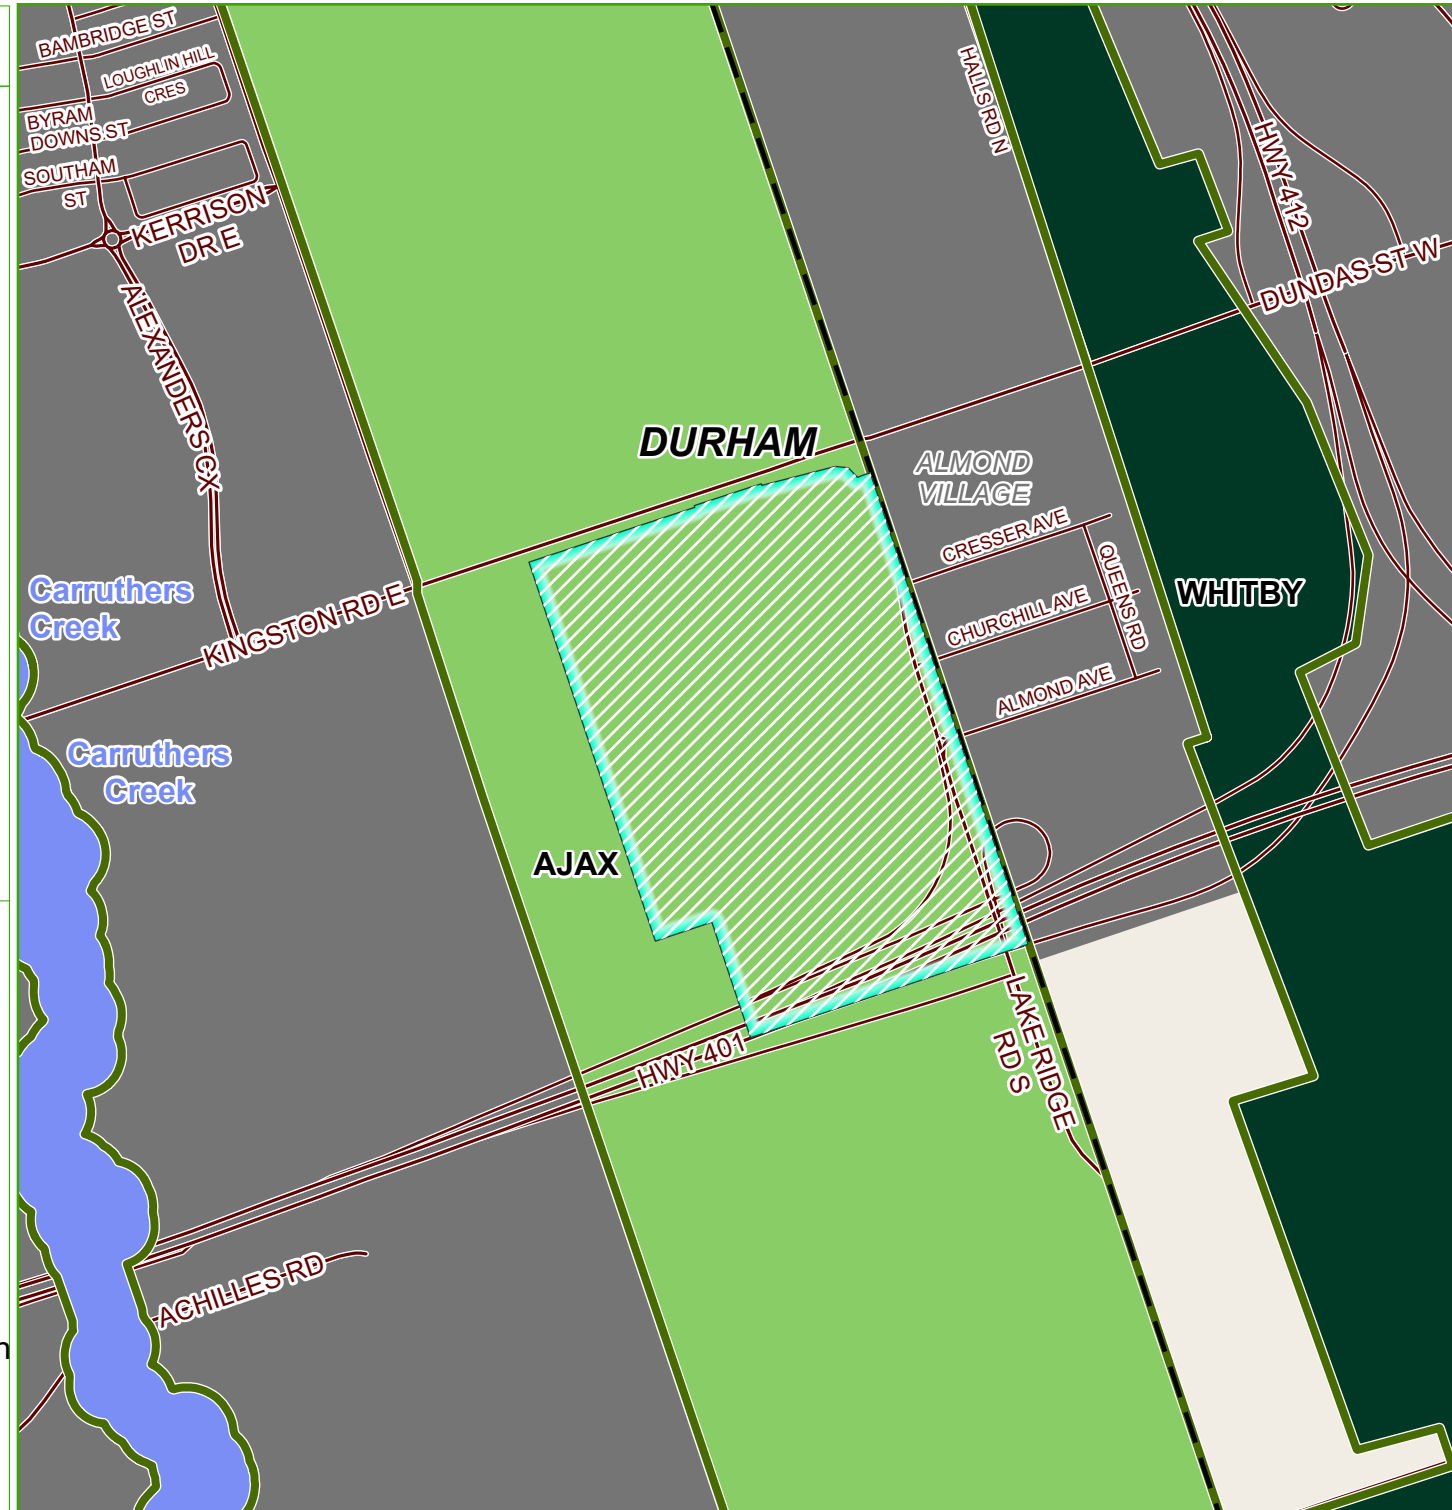 BAMBRIDGE ST
LOUGHLIN HILL
CRES
BYRAM
DOWNS ST
SOUTHAM
ST
KERRISON
DR E
ALEXANDERS CX
HALLS RD N
HWY 412
DUNDAS ST W
DURHAM
ALMOND
VILLAGE
CRESSER AVE
QUEENS RD
CHURCHILL AVE
ALMOND AVE
WHITBY
Carruthers
Creek
KINGSTON RD E
Carruthers
Creek
AJAX
HWY 401
LAKE RIDGE
RD S
ACHILLES RD